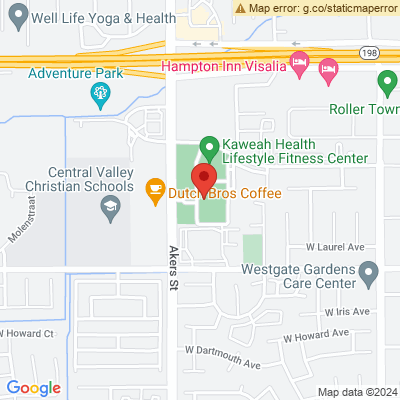 Map error: g.co/staticmaperror
Well Life Yoga & Health
198
Hampton Inn Visalia
Adventure Park
Roller Town
Kaweah Health
Lifestyle Fitness Center
Central Valley
Christian Schools
Dutch Bros Coffee
Molenstraat
Akers St
W Laurel Ave
Westgate Gardens
Care Center
W Iris Ave
W Howard Ct
W Howard Ave
W Dartmouth Ave
Google
Map data ©2024